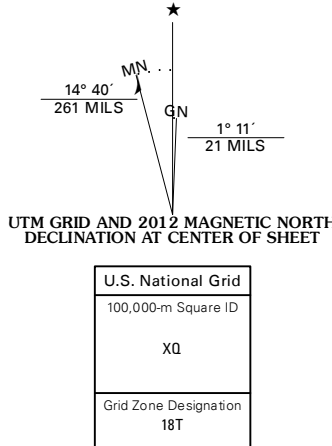 ★
MN
GN
14° 40´
261 MILS
1° 11´
21 MILS
UTM GRID AND 2012 MAGNETIC NORTH
DECLINATION AT CENTER OF SHEET
U.S. National Grid
100,000-m Square ID
XQ
Grid Zone Designation
18T